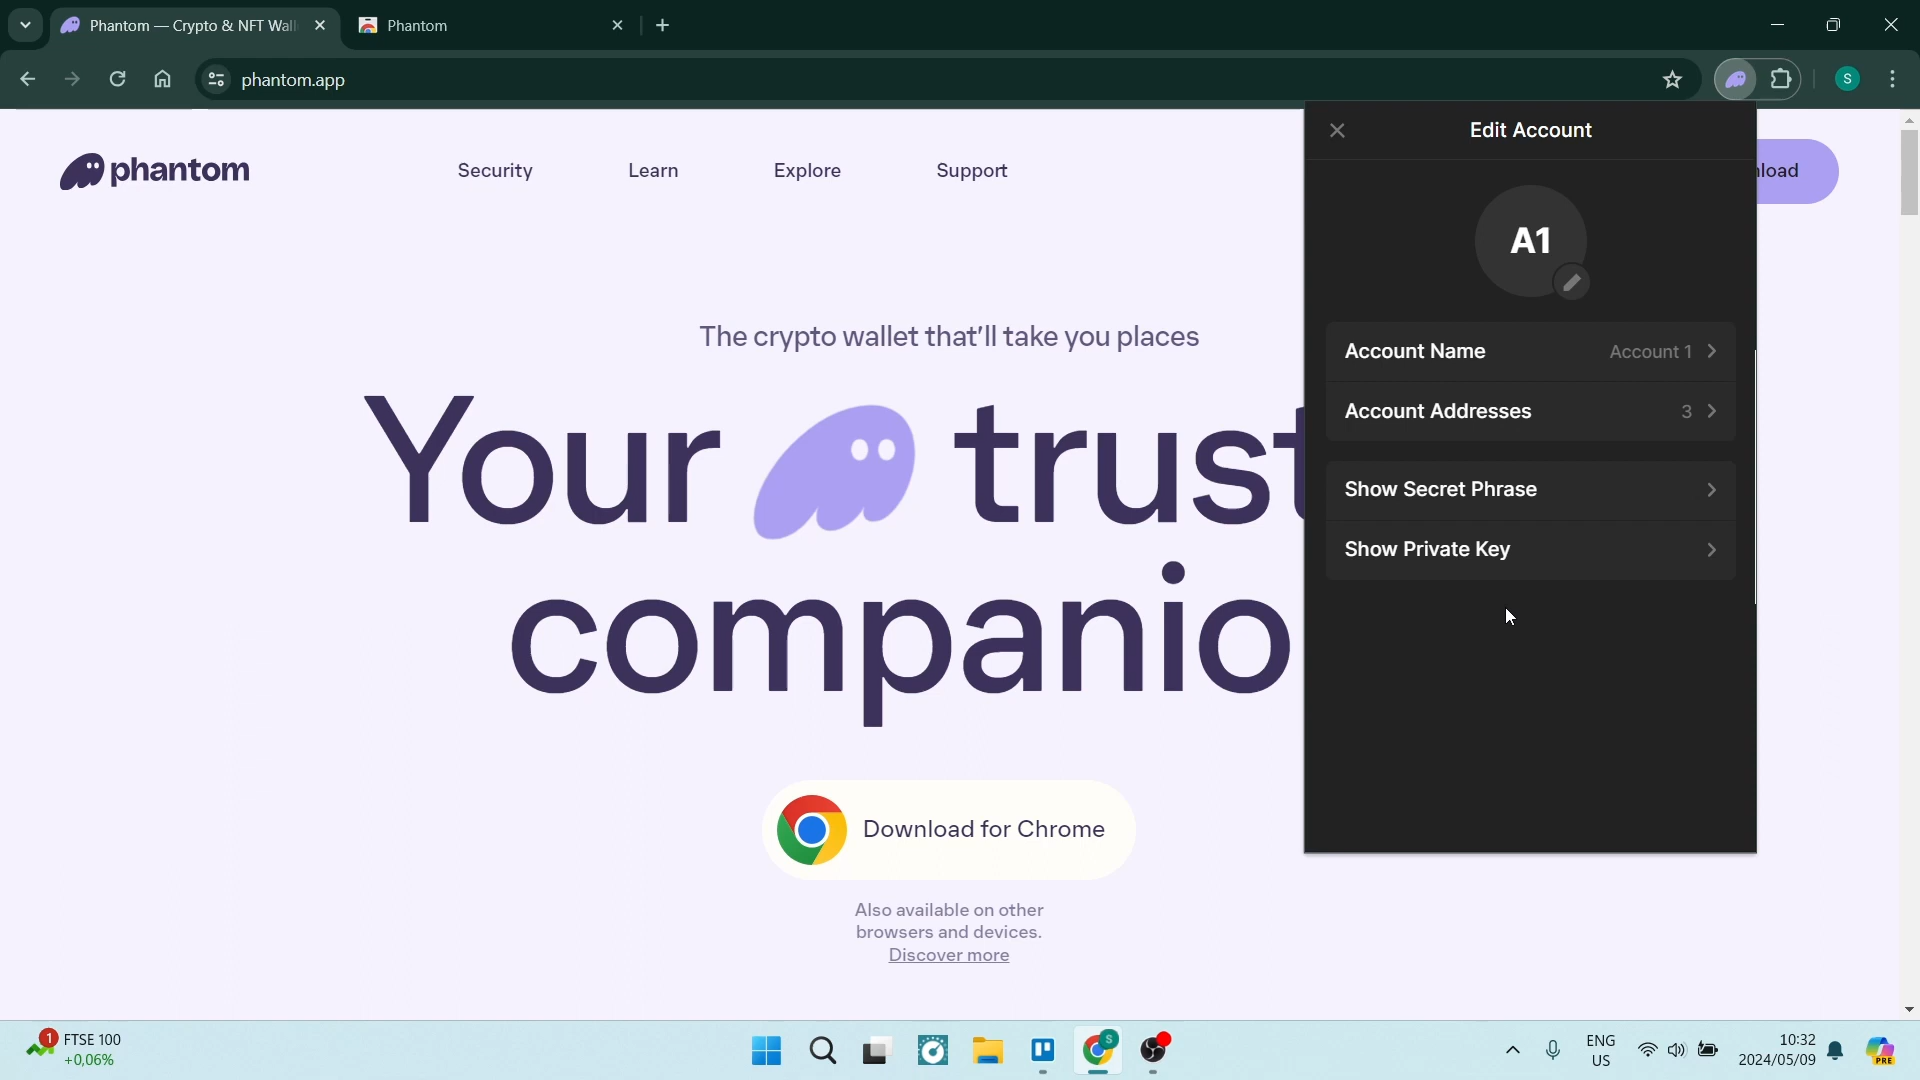 Phantom — Crypto & NFT Wall
Phantom
phantom.app
S
phantom
Security
Learn
Explore
Support
nload
Edit Account
A1
Account Name
Account 1
Account Addresses
3
Show Secret Phrase
Show Private Key
The crypto wallet that'll take you places
Your trust
companio
Download for Chrome
Also available on other
browsers and devices.
Discover more
1
FTSE 100
+0,06%
S
ENG
US
10:32
2024/05/09
PRE